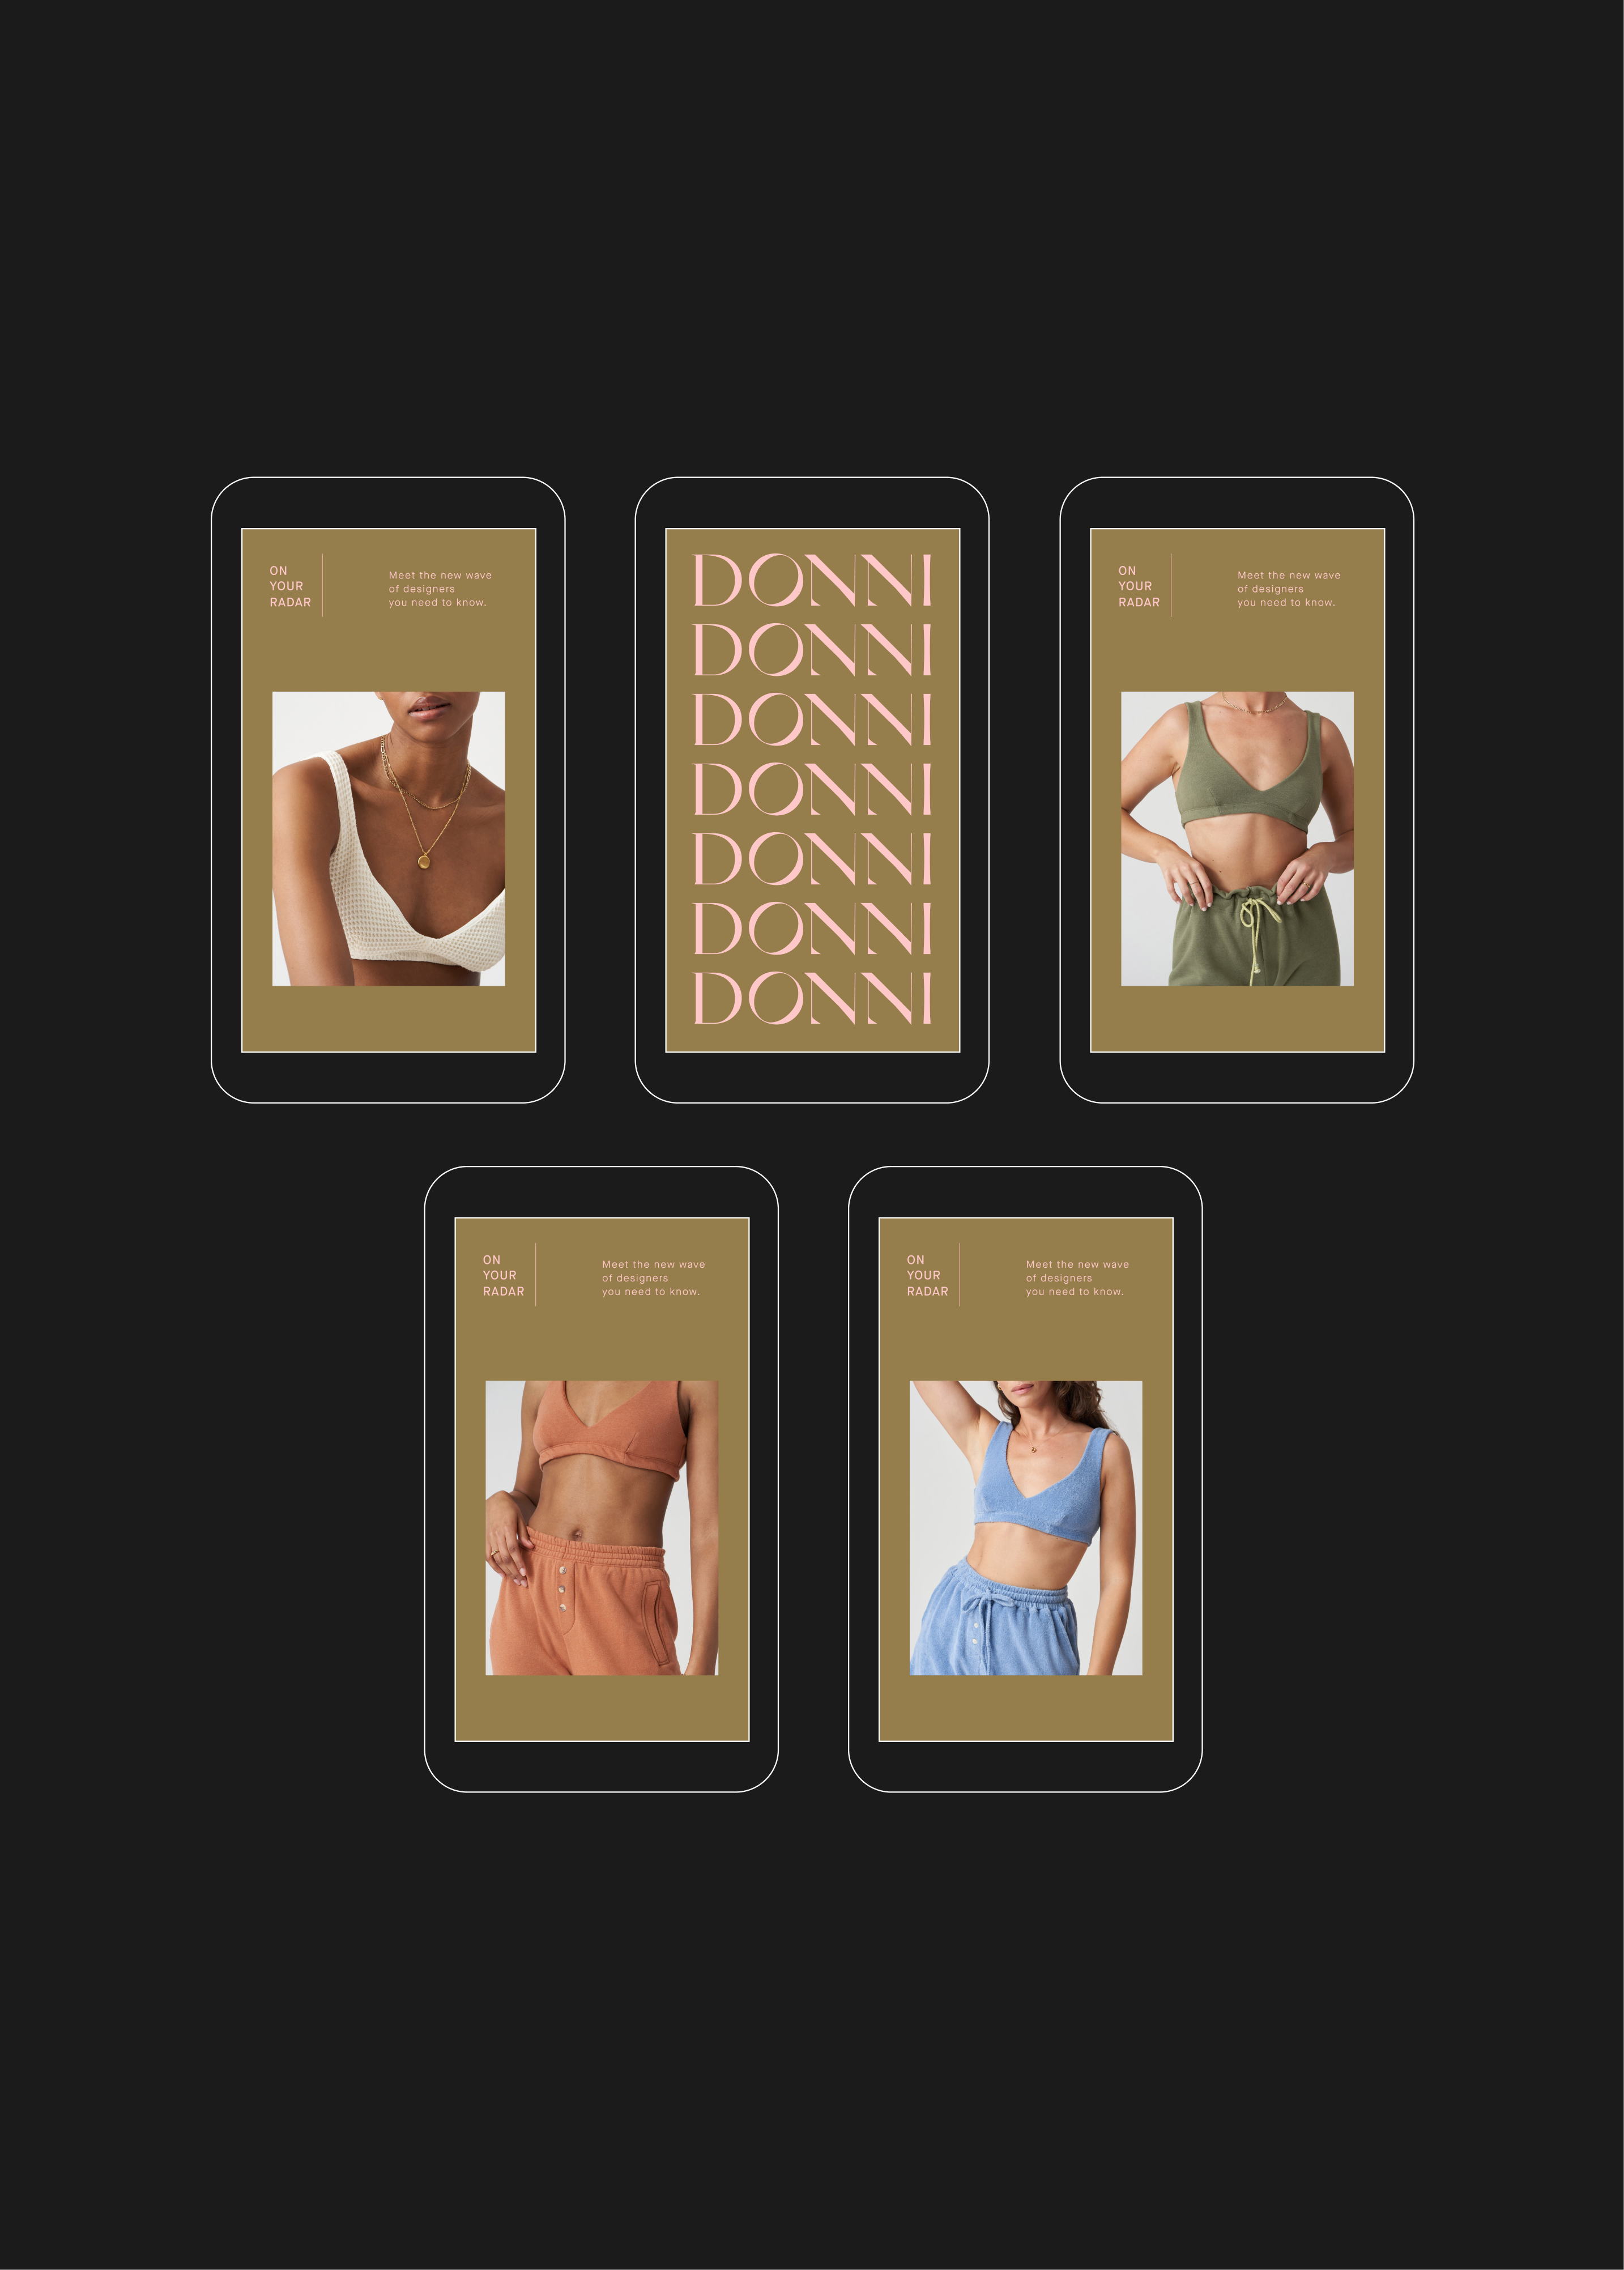 ON
YOUR
RADAR
Meet the new wave
of designers
you need to know.
DONNI
DONNI
DONNI
DONNI
DONNI
DONNI
DONNI
ON
YOUR
RADAR
Meet the new wave
of designers
you need to know.
ON
YOUR
RADAR
Meet the new wave
of designers
you need to know.
ON
YOUR
RADAR
Meet the new wave
of designers
you need to know.